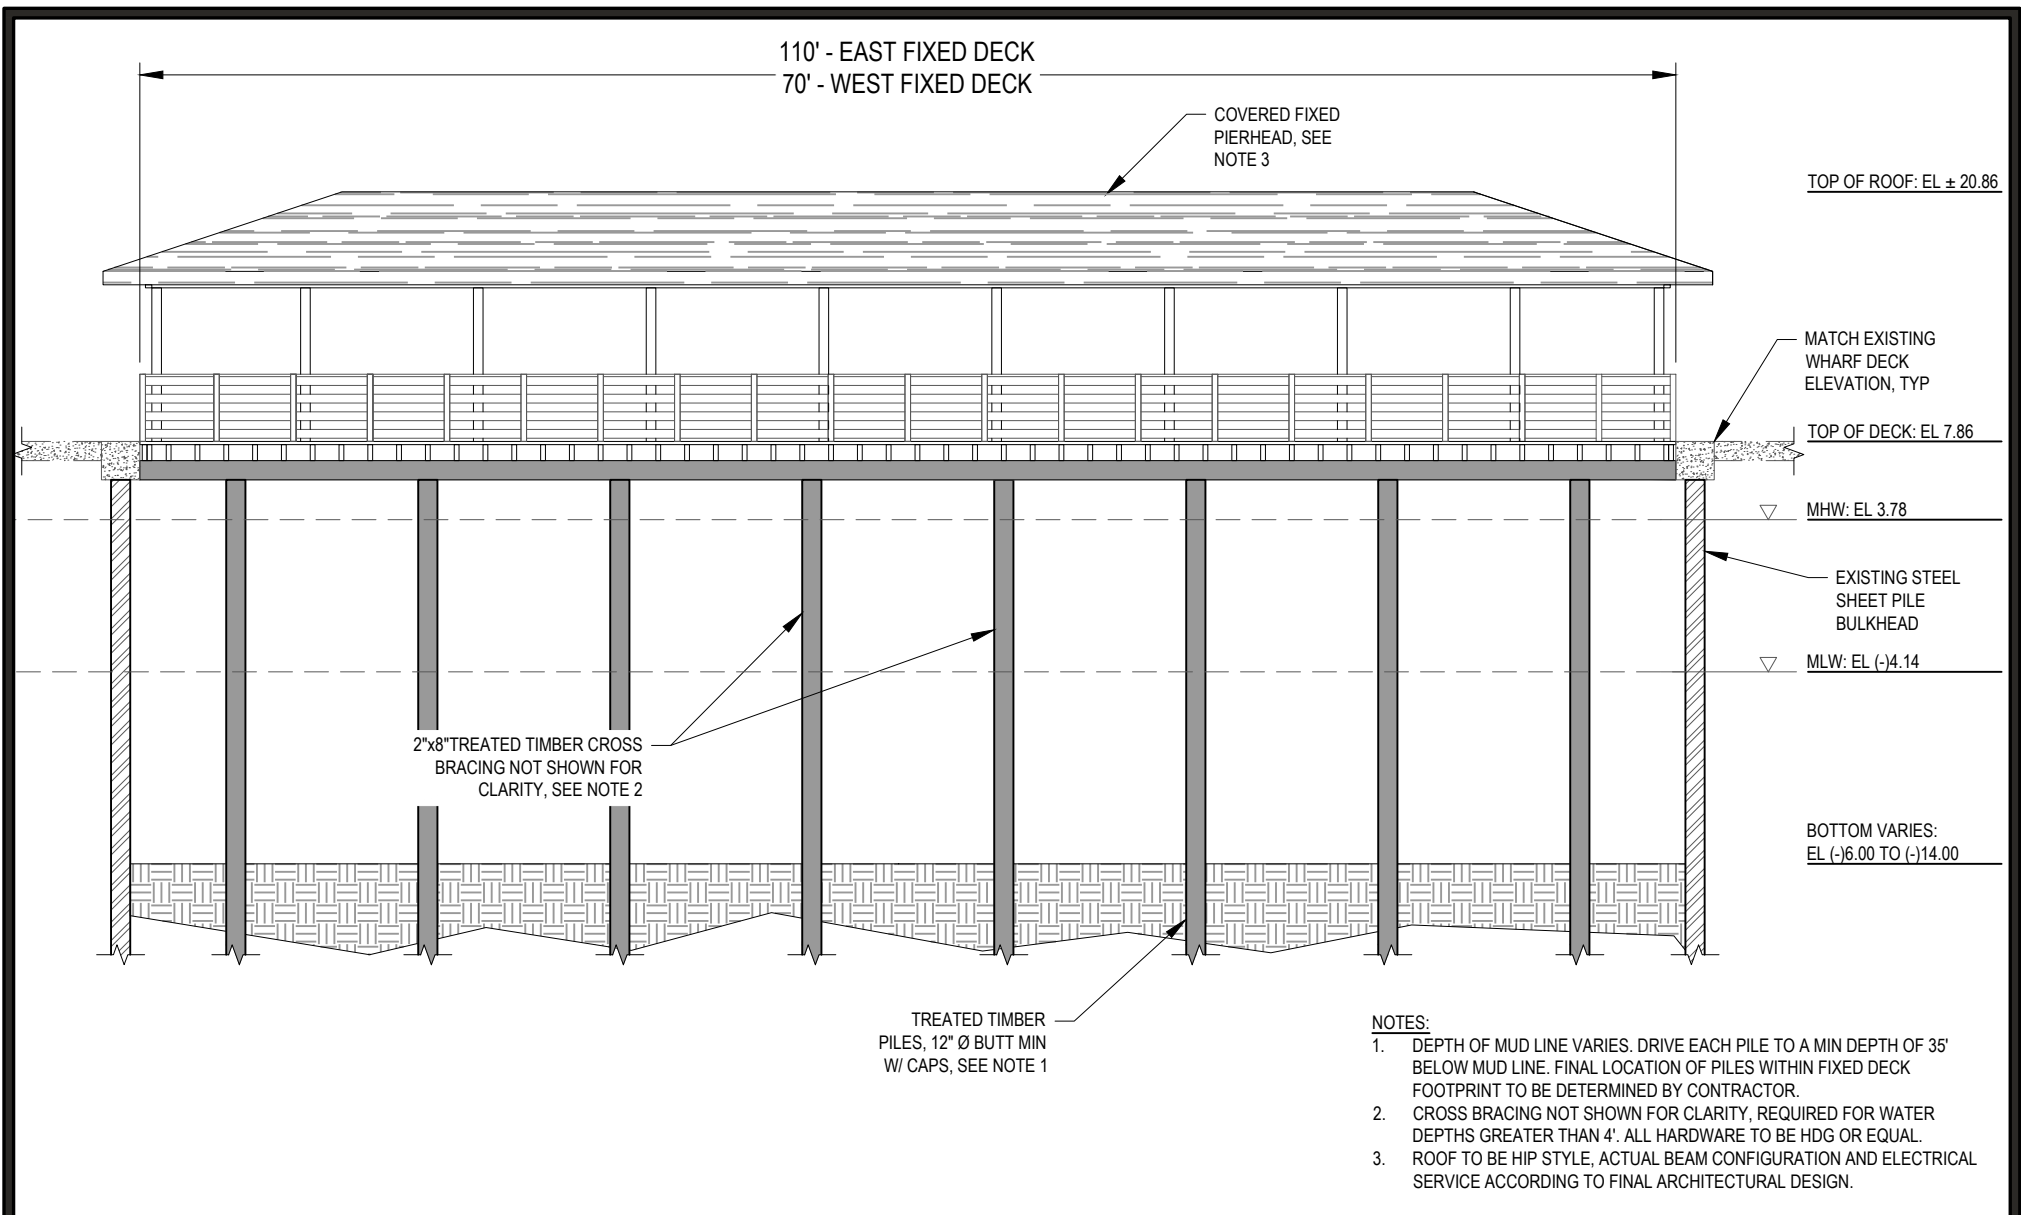 110' - EAST FIXED DECK
70' - WEST FIXED DECK
COVERED FIXED
PIERHEAD, SEE
NOTE 3
TOP OF ROOF: EL ± 20.86
MATCH EXISTING
WHARF DECK
ELEVATION, TYP
TOP OF DECK: EL 7.86
MHW: EL 3.78
EXISTING STEEL
SHEET PILE
BULKHEAD
MLW: EL (-)4.14
2"x8"TREATED TIMBER CROSS
BRACING NOT SHOWN FOR
CLARITY, SEE NOTE 2
BOTTOM VARIES:
EL (-)6.00 TO (-)14.00
TREATED TIMBER
PILES, 12" Ø BUTT MIN
W/ CAPS, SEE NOTE 1
NOTES:
1. DEPTH OF MUD LINE VARIES. DRIVE EACH PILE TO A MIN DEPTH OF 35'
BELOW MUD LINE. FINAL LOCATION OF PILES WITHIN FIXED DECK
FOOTPRINT TO BE DETERMINED BY CONTRACTOR.
2. CROSS BRACING NOT SHOWN FOR CLARITY, REQUIRED FOR WATER
DEPTHS GREATER THAN 4'. ALL HARDWARE TO BE HDG OR EQUAL.
3. ROOF TO BE HIP STYLE, ACTUAL BEAM CONFIGURATION AND ELECTRICAL
SERVICE ACCORDING TO FINAL ARCHITECTURAL DESIGN.